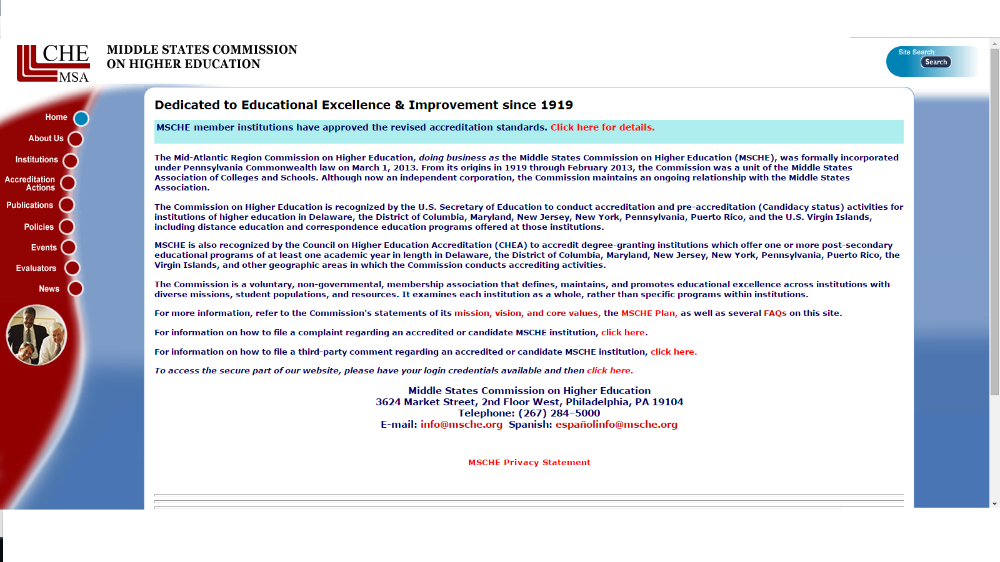 CHE
MSA
MIDDLE STATES COMMISSION
ON HIGHER EDUCATION
Site Search:
Search
Home
About Us
Institutions
Accreditation
Actions
Publications
Policies
Events
Evaluators
News
Dedicated to Educational Excellence & Improvement since 1919
MSCHE member institutions have approved the revised accreditation standards. Click here for details.
The Mid-Atlantic Region Commission on Higher Education, doing business as the Middle States Commission on Higher Education (MSCHE), was formally incorporated
under Pennsylvania Commonwealth law on March 1, 2013. From its origins in 1919 through February 2013, the Commission was a unit of the Middle States
Association of Colleges and Schools. Although now an independent corporation, the Commission maintains an ongoing relationship with the Middle States
Association.
The Commission on Higher Education is recognized by the U.S. Secretary of Education to conduct accreditation and pre-accreditation (Candidacy status) activities for
institutions of higher education in Delaware, the District of Columbia, Maryland, New Jersey, New York, Pennsylvania, Puerto Rico, and the U.S. Virgin Islands,
including distance education and correspondence education programs offered at those institutions.
MSCHE is also recognized by the Council on Higher Education Accreditation (CHEA) to accredit degree-granting institutions which offer one or more post-secondary
educational programs of at least one academic year in length in Delaware, the District of Columbia, Maryland, New Jersey, New York, Pennsylvania, Puerto Rico, the
Virgin Islands, and other geographic areas in which the Commission conducts accrediting activities.
The Commission is a voluntary, non-governmental, membership association that defines, maintains, and promotes educational excellence across institutions with
diverse missions, student populations, and resources. It examines each institution as a whole, rather than specific programs within institutions.
For more information, refer to the Commission's statements of its mission, vision, and core values, the MSCHE Plan, as well as several FAQs on this site.
For information on how to file a complaint regarding an accredited or candidate MSCHE institution, click here.
For information on how to file a third-party comment regarding an accredited or candidate MSCHE institution, click here.
To access the secure part of our website, please have your login credentials available and then click here.
Middle States Commission on Higher Education
3624 Market Street, 2nd Floor West, Philadelphia, PA 19104
Telephone: (267) 284–5000
E-mail: info@msche.org Spanish: españolinfo@msche.org
MSCHE Privacy Statement